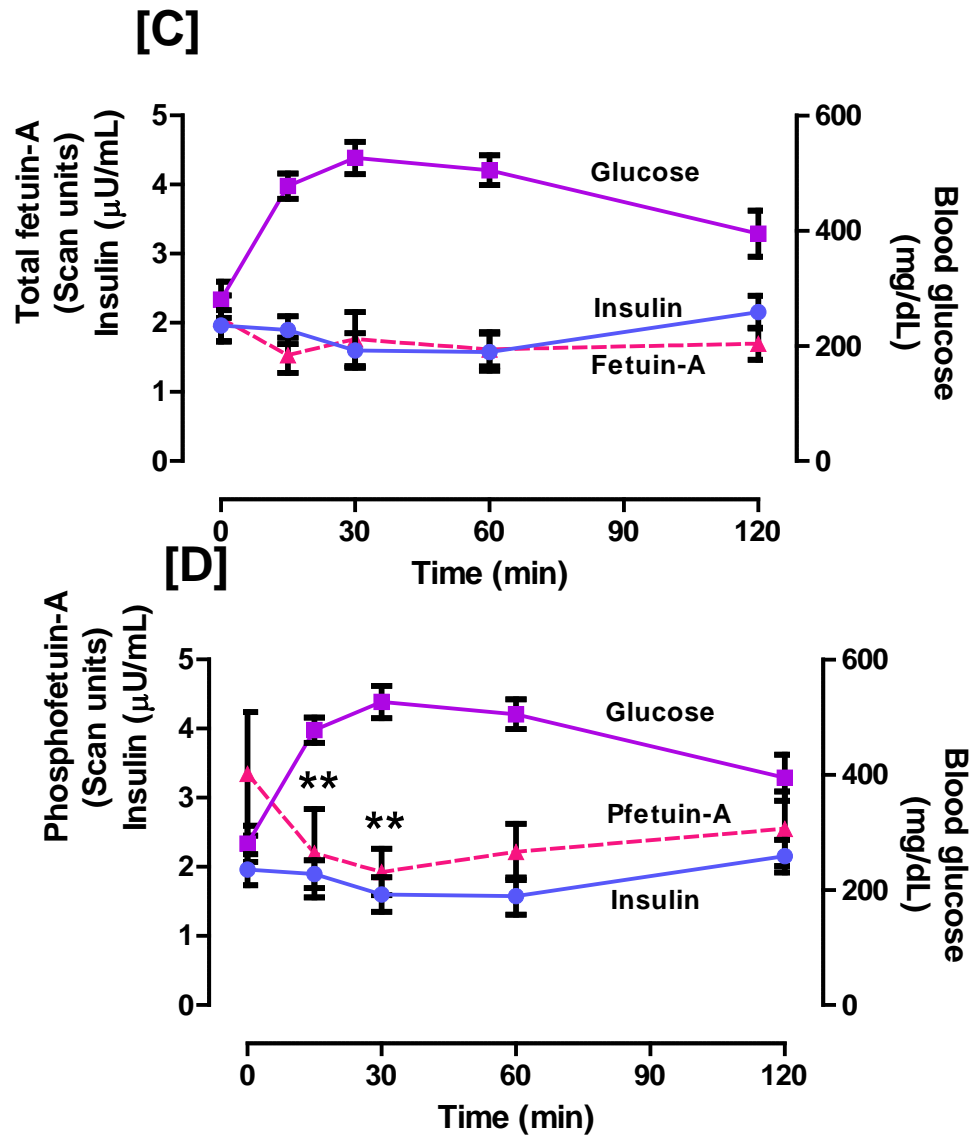 [C]
Total fetuin-A
(Scan units)
Insulin (μU/mL)
5
4
3
2
1
0
Glucose
Insulin
Fetuin-A
600
400
200
0
Blood glucose
(mg/dL)
0 30 60 90 120
Time (min)
[D]
Phosphofetuin-A
(Scan units)
Insulin (μU/mL)
5
4
3
2
1
0
Glucose
**
**
Pfetuin-A
Insulin
600
400
200
0
Blood glucose
(mg/dL)
0 30 60 90 120
Time (min)